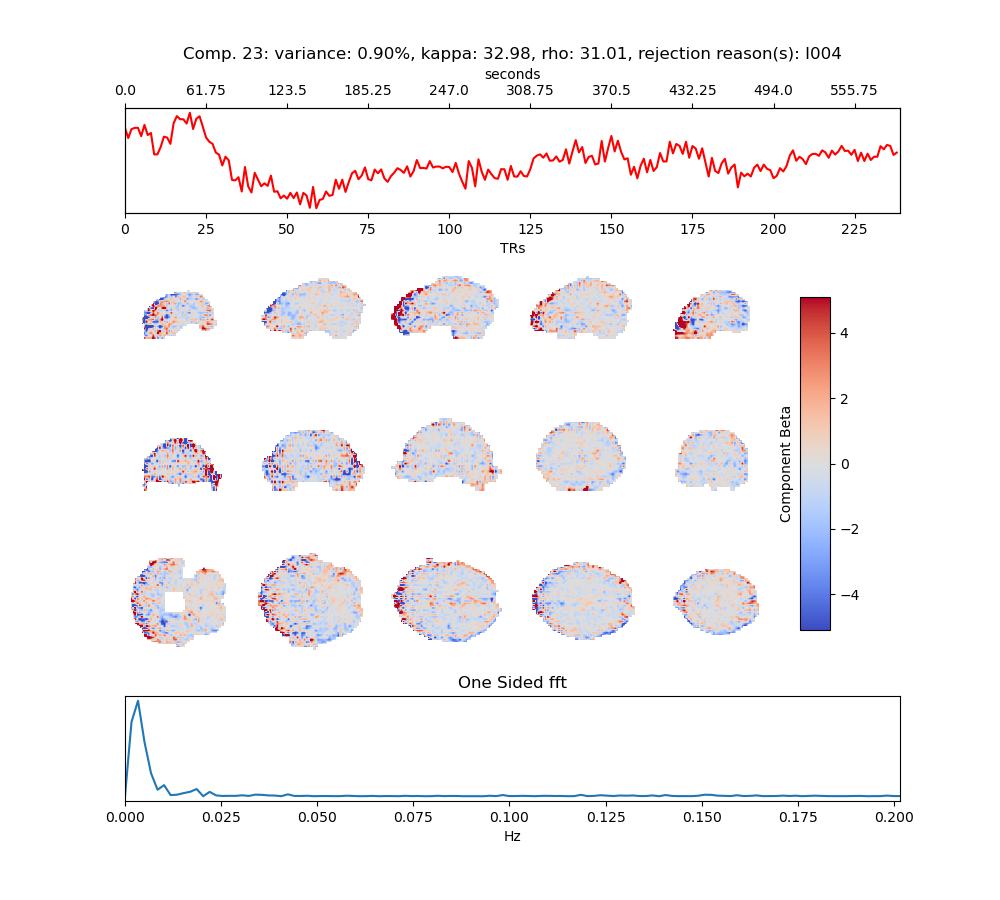 Comp. 23: variance: 0.90%, kappa: 32.98, rho: 31.01, rejection reason(s): I004
seconds
0.0 61.75 123.5 185.25 247.0 308.75 370.5 432.25 494.0 555.75
0 25 50 75 100 125 150 175 200 225
TRs
4
2
0
−2
−4
Component Beta
One Sided fft
0.000 0.025 0.050 0.075 0.100 0.125 0.150 0.175 0.200
Hz